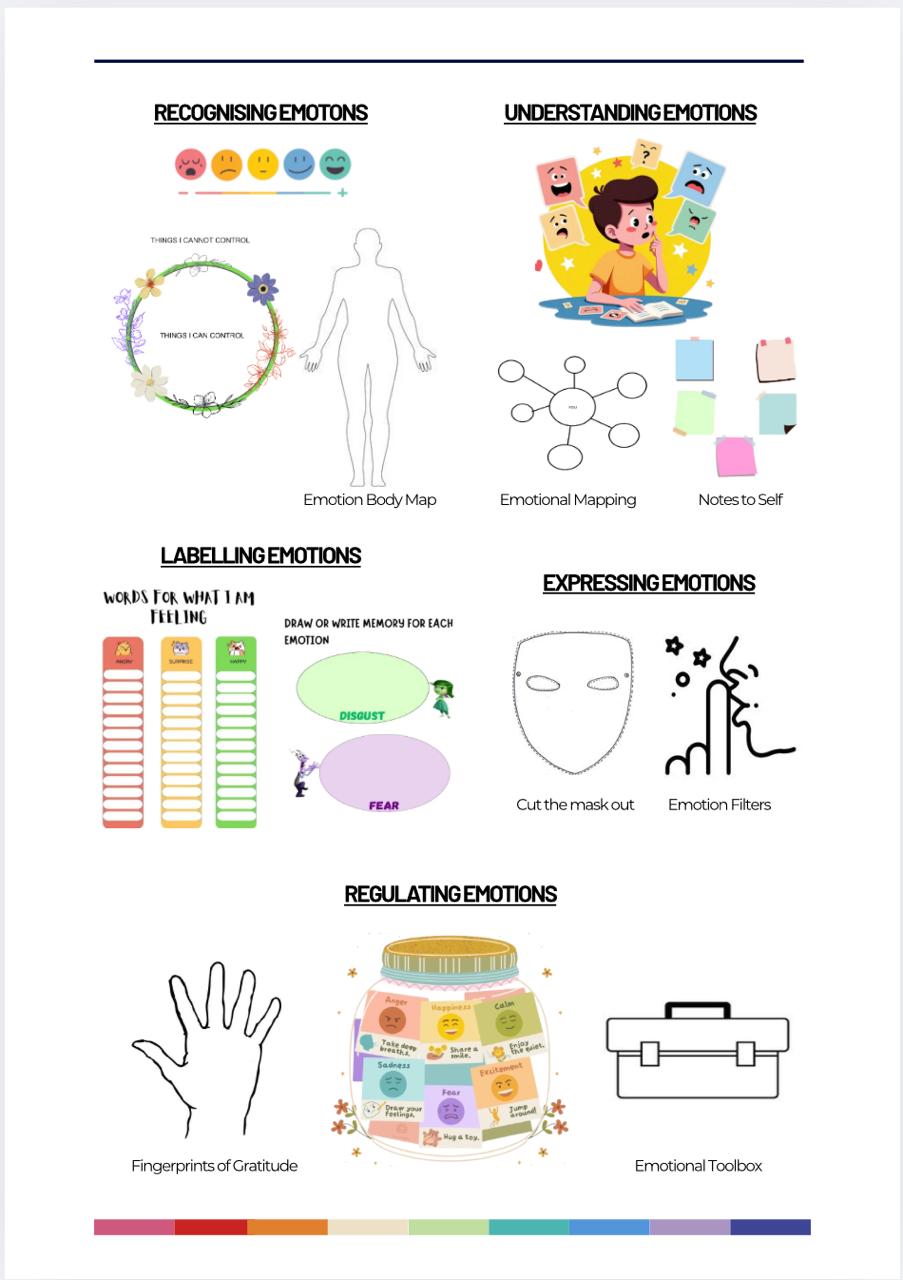 RECOGNISING EMOTONS
THINGS I CANNOT CONTROL
THINGS I CAN CONTROL
Emotion Body Map
UNDERSTANDING EMOTIONS
?
YOU
Emotional Mapping
Notes to Self
LABELLING EMOTIONS
WORDS FOR WHAT I AM
FEELING
ANGRY
SURPRISE
HAPPY
DRAW OR WRITE MEMORY FOR EACH
EMOTION
DISGUST
FEAR
EXPRESSING EMOTIONS
Cut the mask out
Emotion Filters
REGULATING EMOTIONS
Fingerprints of Gratitude
Anger
Take deep
breaths.
Happiness
Share a
smile.
Calm
Enjoy
the quiet.
Sadness
Draw your
feelings.
Fear
Hug a toy.
Excitement
Jump
around!
Emotional Toolbox